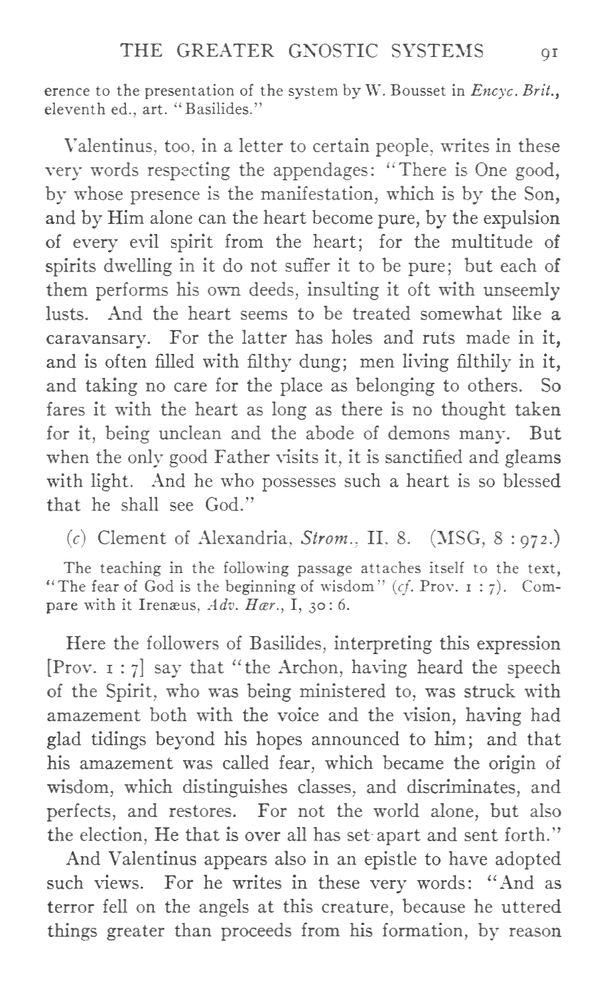 THE GREATER GNOSTIC SYSTEMS 91
erence to the presentation of the system by W. Bousset in Encyc. Brit.,
eleventh ed., art. “Basilides.”
Valentinus, too, in a letter to certain people, writes in these
very words respecting the appendages: “There is One good,
by whose presence is the manifestation, which is by the Son,
and by Him alone can the heart become pure, by the expulsion
of every evil spirit from the heart; for the multitude of
spirits dwelling in it do not suffer it to be pure; but each of
them performs his own deeds, insulting it oft with unseemly
lusts. And the heart seems to be treated somewhat like a
caravansary. For the latter has holes and ruts made in it,
and is often filled with filthy dung; men living filthily in it,
and taking no care for the place as belonging to others. So
fares it with the heart as long as there is no thought taken
for it, being unclean and the abode of demons many. But
when the only good Father visits it, it is sanctified and gleams
with light. And he who possesses such a heart is so blessed
that he shall see God.”
(c) Clement of Alexandria, Strom., II, 8. (MSG, 8 : 972.)
The teaching in the following passage attaches itself to the text,
“The fear of God is the beginning of wisdom” (cf. Prov. 1 : 7). Com-
pare with it Irenæus, Adv. Hær., I, 30 : 6.
Here the followers of Basilides, interpreting this expression
[Prov. 1 : 7] say that “the Archon, having heard the speech
of the Spirit, who was being ministered to, was struck with
amazement both with the voice and the vision, having had
glad tidings beyond his hopes announced to him; and that
his amazement was called fear, which became the origin of
wisdom, which distinguishes classes, and discriminates, and
perfects, and restores. For not the world alone, but also
the election, He that is over all has set apart and sent forth.”
And Valentinus appears also in an epistle to have adopted
such views. For he writes in these very words: “And as
terror fell on the angels at this creature, because he uttered
things greater than proceeds from his formation, by reason